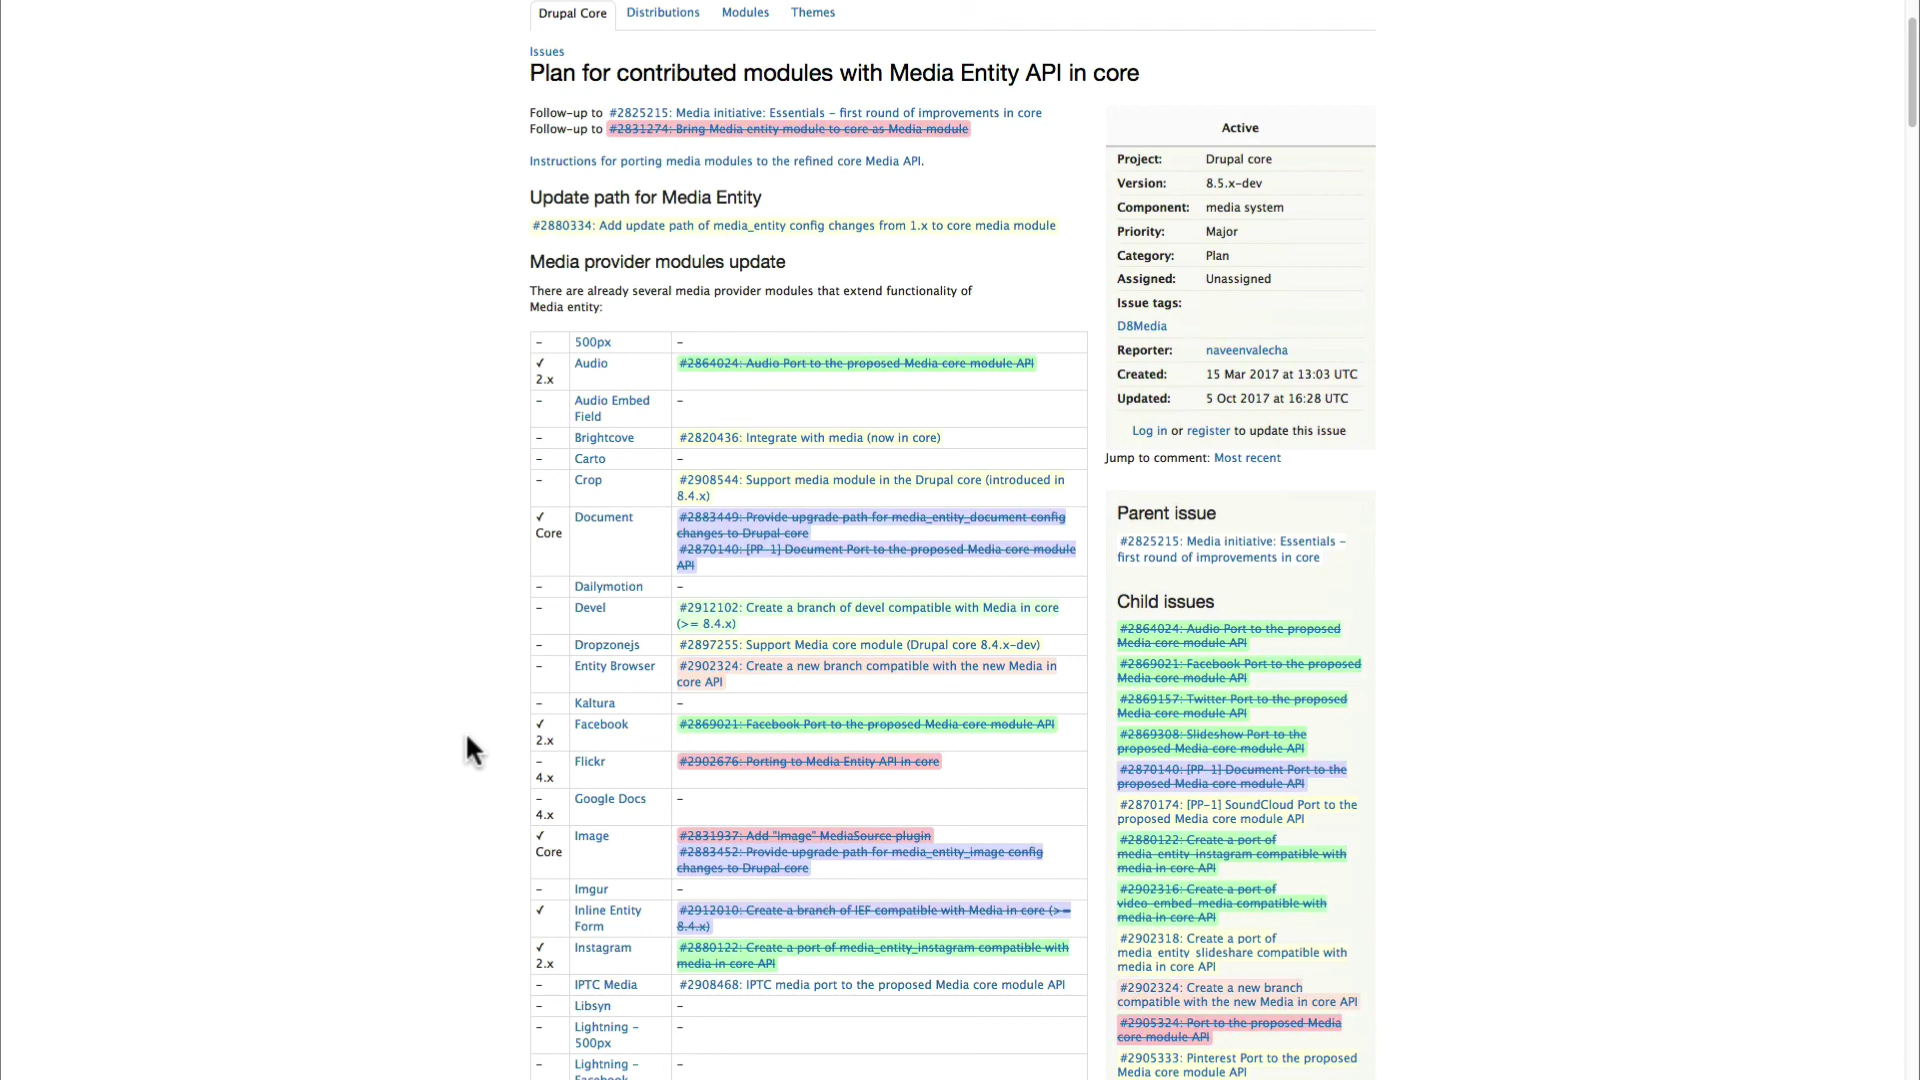 Drupal Core Distributions Modules Themes
Issues
Plan for contributed modules with Media Entity API in core
Follow-up to #2825215: Media initiative: Essentials - first round of improvements in core
Follow-up to #2831274: Bring Media entity module to core as Media module
Instructions for porting media modules to the refined core Media API.
Update path for Media Entity
#2880334: Add update path of media_entity config changes from 1.x to core media module
Media provider modules update
There are already several media provider modules that extend functionality of
Media entity:
- 500px -
✓ Audio #2864024: Audio Port to the proposed Media core module API
2.x
- Audio Embed -
Field
- Brightcove #2820436: Integrate with media (now in core)
- Carto -
- Crop #2908544: Support media module in the Drupal core (introduced in
8.4.x)
✓ Document #2883449: Provide upgrade path for media_entity_document config
Core changes to Drupal core
#2870140: [PP-1] Document Port to the proposed Media core module
API
- Dailymotion -
- Devel #2912102: Create a branch of devel compatible with Media in core
(>= 8.4.x)
- Dropzonejs #2897255: Support Media core module (Drupal core 8.4.x-dev)
- Entity Browser #2902324: Create a new branch compatible with the new Media in
core API
- Kaltura -
✓ Facebook #2869021: Facebook Port to the proposed Media core module API
2.x
- Flickr #2902676: Porting to Media Entity API in core
4.x
- Google Docs -
4.x
✓ Image #2831937: Add "Image" MediaSource plugin
Core #2883452: Provide upgrade path for media_entity_image config
changes to Drupal core
- Imgur -
✓ Inline Entity #2912010: Create a branch of IEF compatible with Media in core (>=
Form 8.4.x)
✓ Instagram #2880122: Create a port of media_entity_instagram compatible with
2.x media in core API
- IPTC Media #2908468: IPTC media port to the proposed Media core module API
- Libsyn -
- Lightning - -
500px
- Lightning - -
Facebook
Active
Project: Drupal core
Version: 8.5.x-dev
Component: media system
Priority: Major
Category: Plan
Assigned: Unassigned
Issue tags:
D8Media
Reporter: naveenvalecha
Created: 15 Mar 2017 at 13:03 UTC
Updated: 5 Oct 2017 at 16:28 UTC
Log in or register to update this issue
Jump to comment: Most recent
Parent issue
#2825215: Media initiative: Essentials -
first round of improvements in core
Child issues
#2864024: Audio Port to the proposed
Media core module API
#2869021: Facebook Port to the proposed
Media core module API
#2869157: Twitter Port to the proposed
Media core module API
#2869308: Slideshow Port to the
proposed Media core module API
#2870140: [PP-1] Document Port to the
proposed Media core module API
#2870174: [PP-1] SoundCloud Port to the
proposed Media core module API
#2880122: Create a port of
media_entity_instagram compatible with
media in core API
#2902316: Create a port of
video_embed_media compatible with
media in core API
#2902318: Create a port of
media_entity_slideshare compatible with
media in core API
#2902324: Create a new branch
compatible with the new Media in core API
#2905324: Port to the proposed Media
core module API
#2905333: Pinterest Port to the proposed
Media core module API